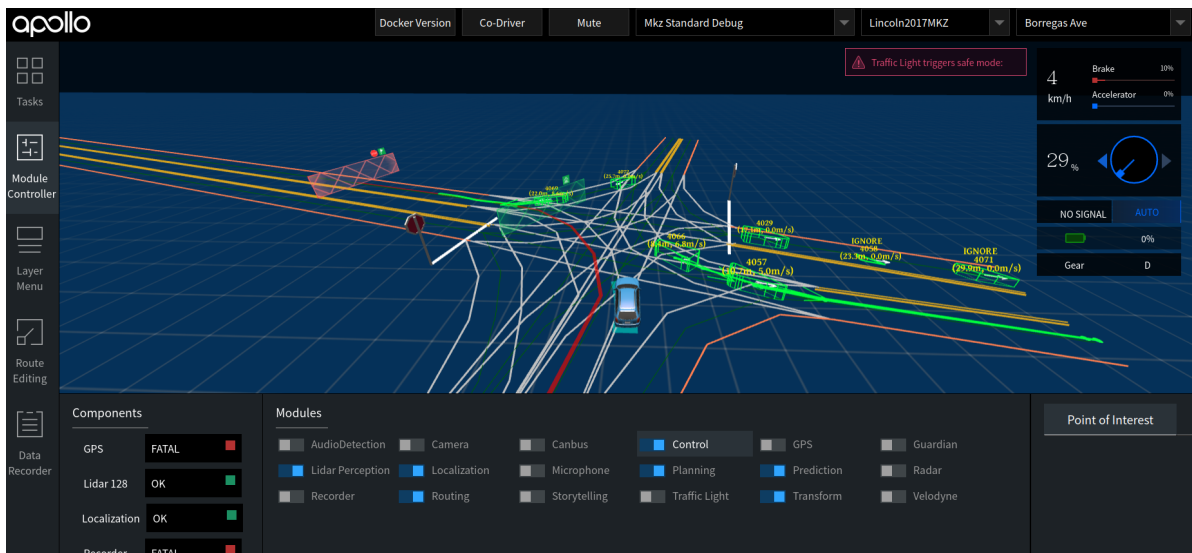 apollo
Docker Version
Co-Driver
Mute
Mkz Standard Debug
Lincoln2017MKZ
Borregas Ave
Tasks
Module
Controller
Layer
Menu
Route
Editing
Data
Recorder
Traffic Light triggers safe mode:
4
km/h
Brake
10%
Accelerator
0%
29 %
NO SIGNAL
AUTO
0%
Gear
D
4069
4029
4066
4057
IGNORE
4058
(23.3m, 0.0m/s)
IGNORE
4071
(29.0m, 0.0m/s)
Components
GPS
FATAL
Lidar 128
OK
Localization
OK
Recorder
FATAL
Modules
AudioDetection
Camera
Canbus
Control
GPS
Guardian
Lidar Perception
Localization
Microphone
Planning
Prediction
Radar
Recorder
Routing
Storytelling
Traffic Light
Transform
Velodyne
Point of Interest